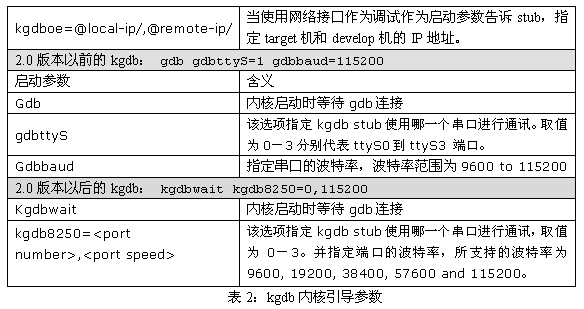 kgdboe=@local-ip/,@remote-ip/
当使用网络接口作为调试作为启动参数告诉 stub，指
定 target 机和 develop 机的 IP 地址。
2.0 版本以前的 kgdb： gdb gdbttyS=1 gdbbaud=115200
启动参数
含义
Gdb
内核启动时等待 gdb 连接
gdbttyS
该选项指定 kgdb stub 使用哪一个串口进行通讯。取值
为 0－3 分别代表 ttyS0 到 ttyS3 端口。
Gdbbaud
指定串口的波特率，波特率范围为 9600 to 115200
2.0 版本以后的 kgdb： kgdbwait kgdb8250=0,115200
Kgdbwait
内核启动时等待 gdb 连接
kgdb8250=<port
number>,<port speed>
该选项指定 kgdb stub 使用哪一个串口进行通讯，取值
为 0－3。并指定端口的波特率，所支持的波特率为
9600, 19200, 38400, 57600 and 115200。
表 2：kgdb 内核引导参数